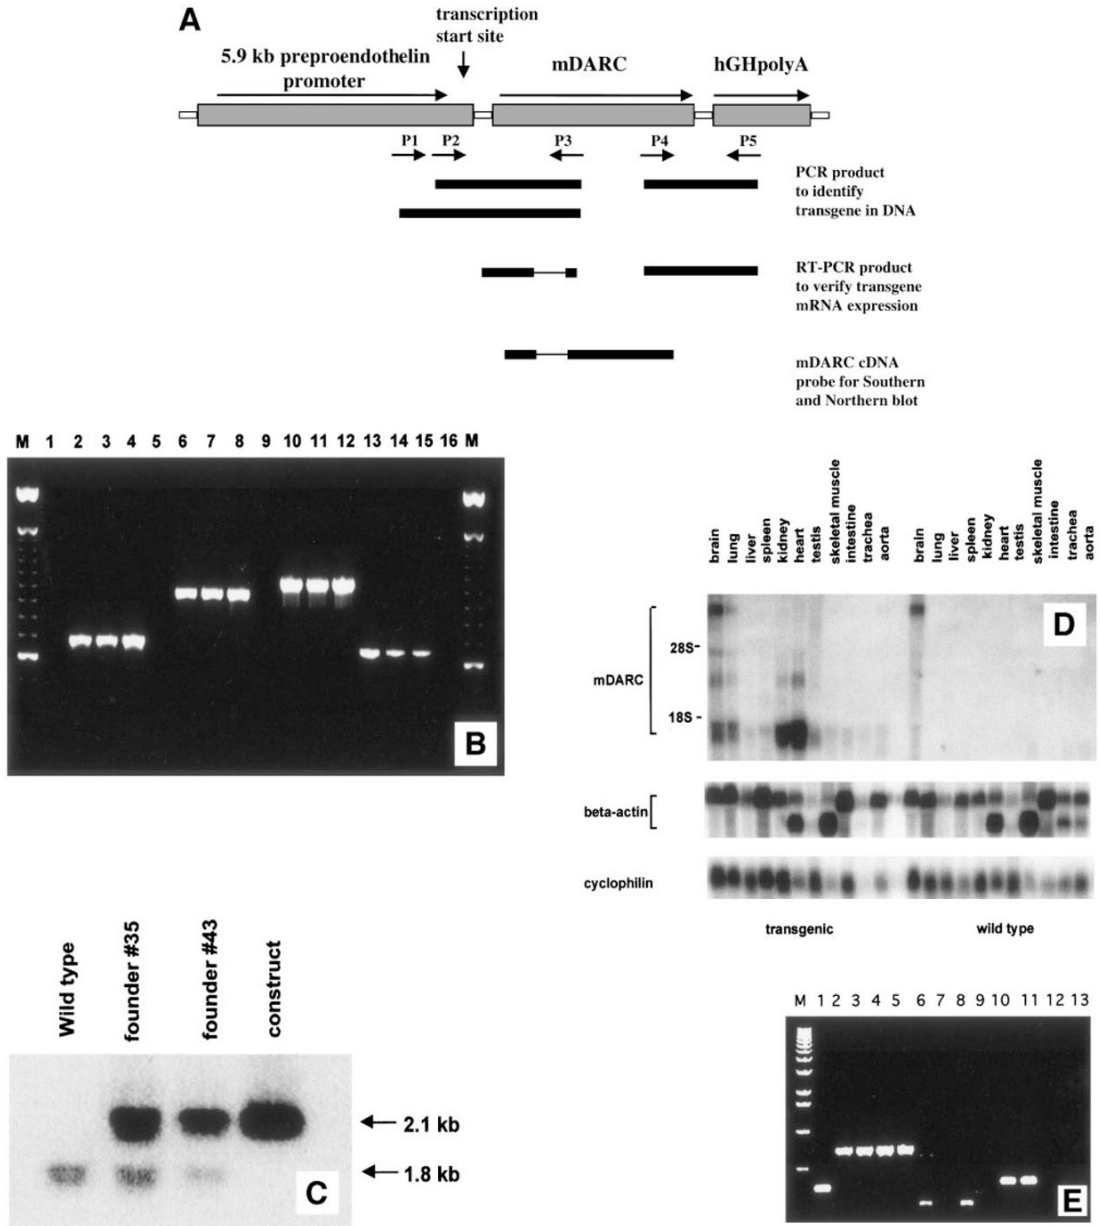 A
transcription
start site
5.9 kb preproendothelin
promoter
mDARC
hGHpolyA
P1
P2
P3
P4
P5
PCR product
to identify
transgene in DNA
RT-PCR product
to verify transgene
mRNA expression
mDARC cDNA
probe for Southern
and Northern blot
M 1 2 3 4 5 6 7 8 9 10 11 12 13 14 15 16 M
B
brain
lung
liver
spleen
kidney
heart
testis
skeletal muscle
intestine
trachea
aorta
brain
lung
liver
spleen
kidney
heart
testis
skeletal muscle
intestine
trachea
aorta
D
28S-
mDARC
18S -
beta-actin
cyclophilin
transgenic
wild type
Wild type
founder #35
founder #43
construct
2.1 kb
1.8 kb
C
M 1 2 3 4 5 6 7 8 9 10 11 12 13
E